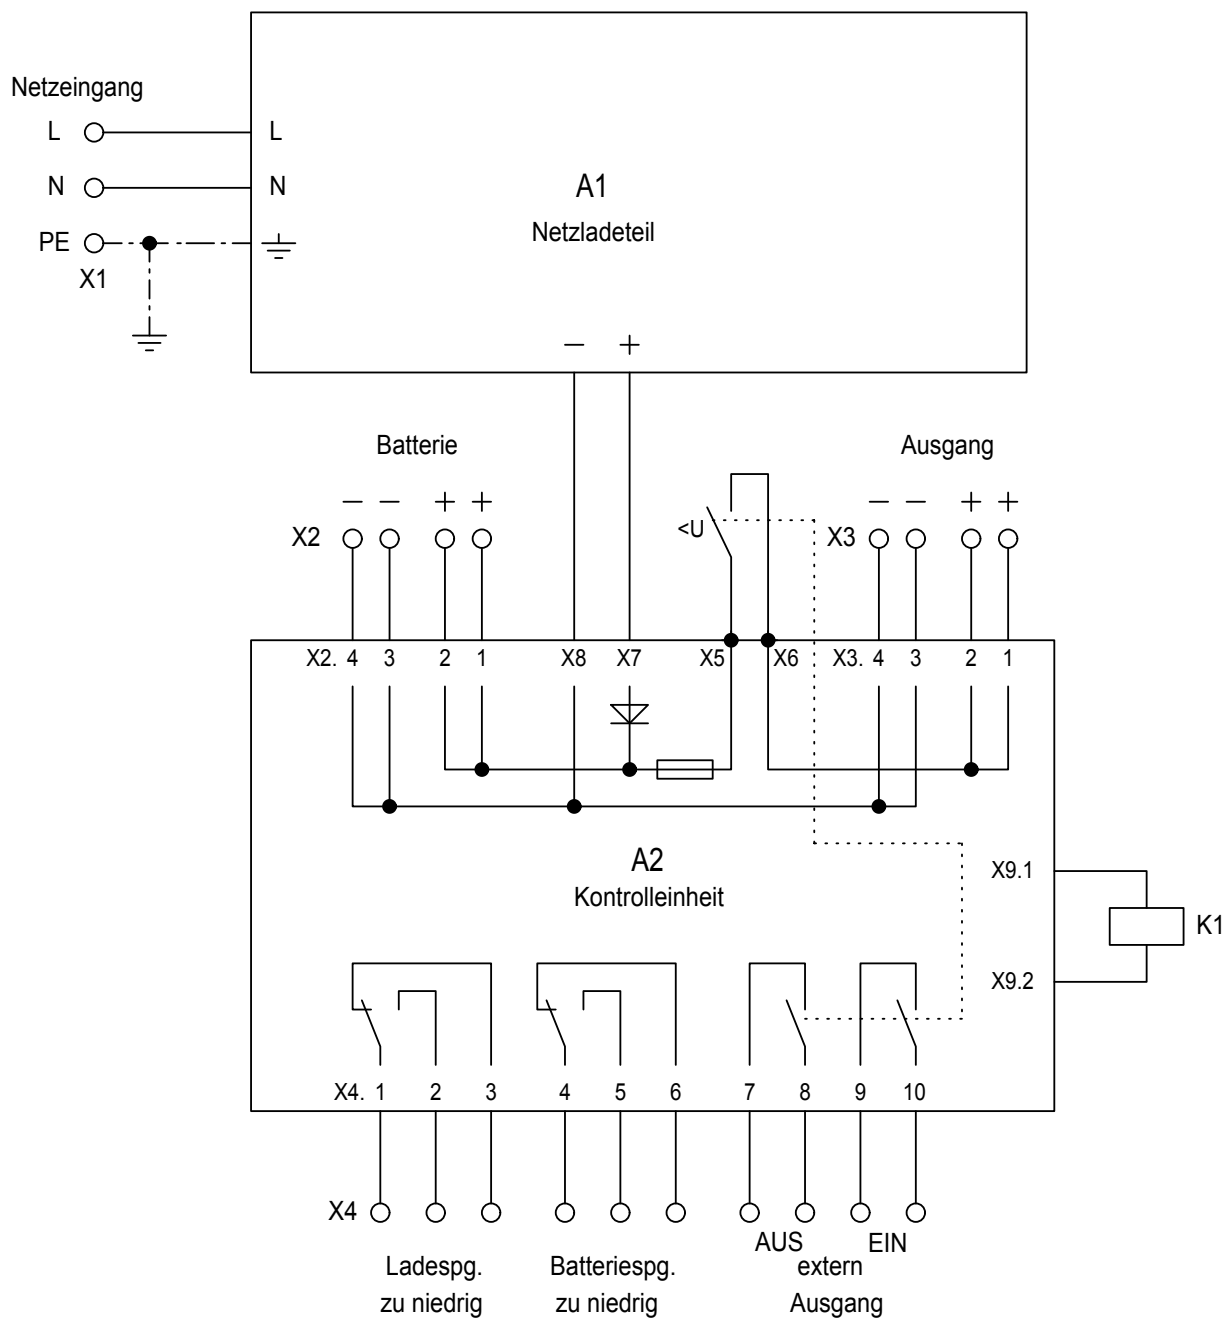 Netzeingang
L L
N N
A1
Netzladeteil
PE
X1
− +
Batterie Ausgang
− − + + − − + +
X2 <U X3
X2. 4 3 2 1 X8 X7 X5 X6 X3. 4 3 2 1
A2
Kontrolleinheit
X9.1
K1
X9.2
X4. 1 2 3 4 5 6 7 8 9 10
X4
AUS EIN
Ladespg. Batteriespg. extern
zu niedrig zu niedrig Ausgang